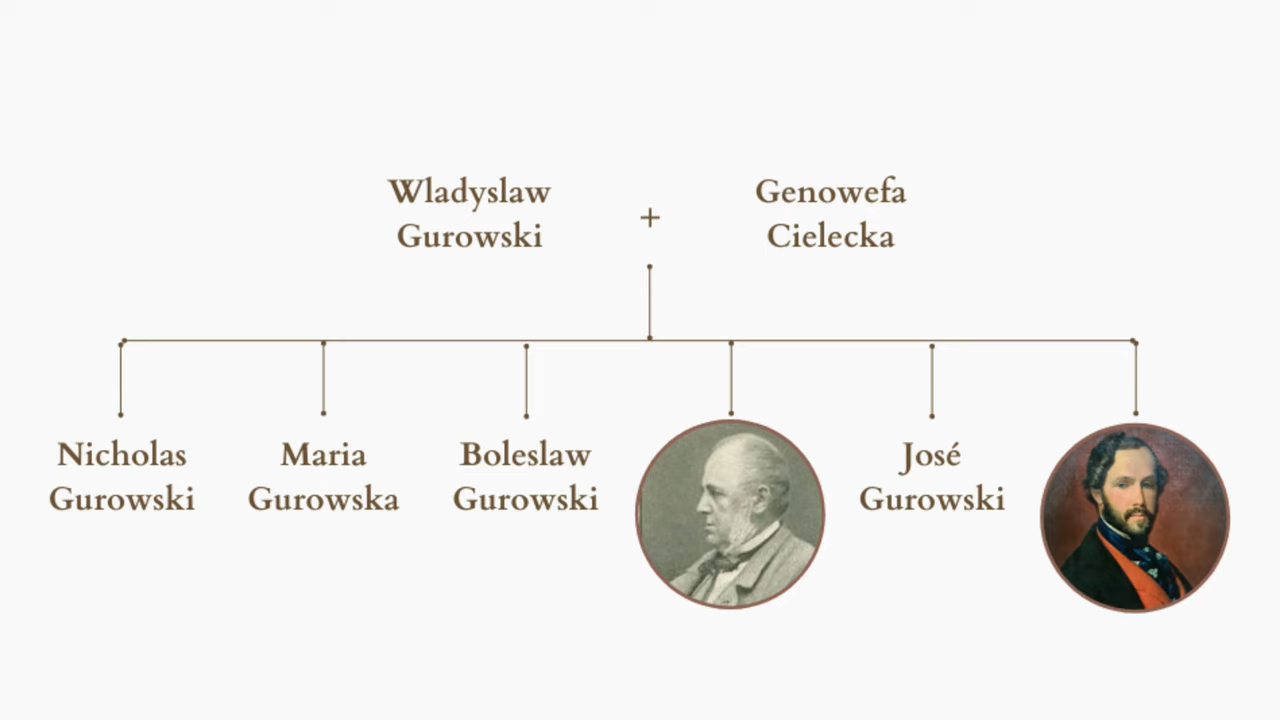 Wladyslaw
Gurowski
+
Genowefa
Cielecka
Nicholas
Gurowski
Maria
Gurowska
Boleslaw
Gurowski
José
Gurowski